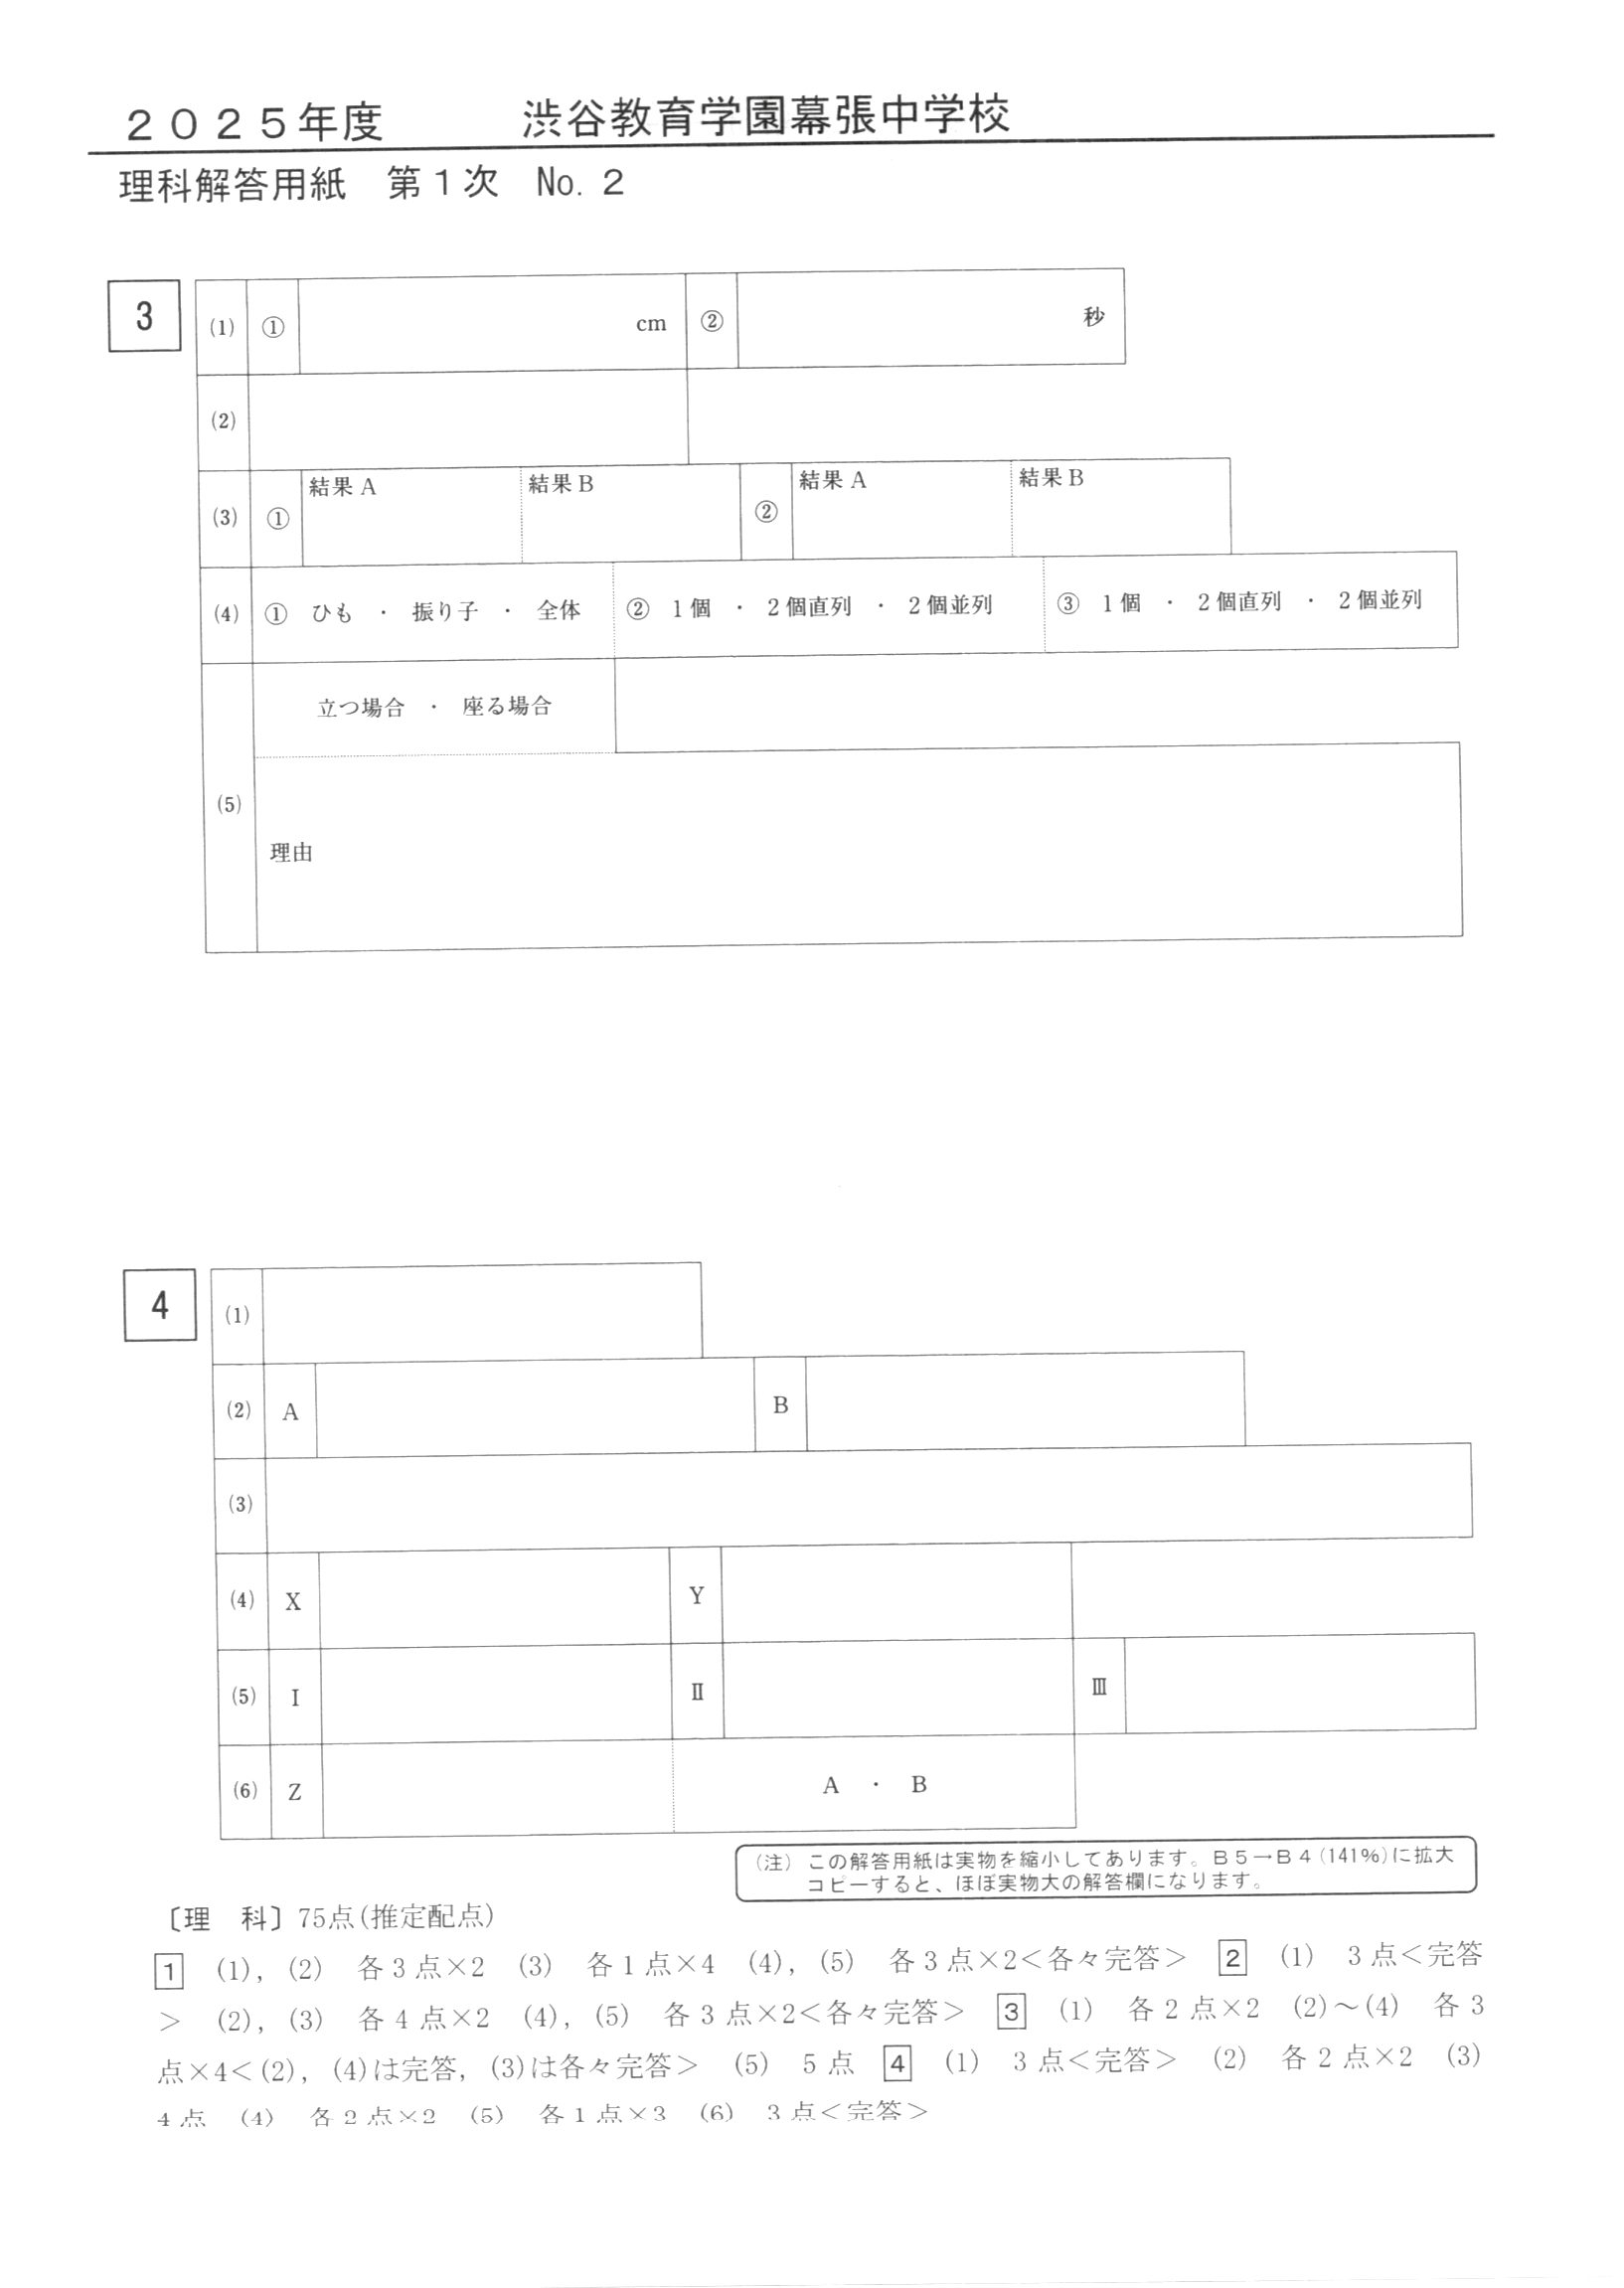 2025年度 渋谷教育学園幕張中学校
理科解答用紙 第1次 No.2
3
(1) ① cm ② 秒
(2)
(3) ① 結果A 結果B ② 結果A 結果B
(4) ① ひも ・ 振り子 ・ 全体 ② 1個 ・ 2個直列 ・ 2個並列 ③ 1個 ・ 2個直列 ・ 2個並列
(5) 立つ場合 ・ 座る場合
理由
4
(1)
(2) A B
(3)
(4) X Y
(5) Ⅰ Ⅱ Ⅲ
(6) Z A ・ B
(注) この解答用紙は実物を縮小してあります。B5→B4(141%)に拡大
コピーすると、ほぼ実物大の解答欄になります。
〔理 科〕75点(推定配点)
1 (1), (2) 各3点×2 (3) 各1点×4 (4), (5) 各3点×2<各々完答> 2 (1) 3点<完答
> (2), (3) 各4点×2 (4), (5) 各3点×2<各々完答> 3 (1) 各2点×2 (2)～(4) 各3
点×4<(2), (4)は完答, (3)は各々完答> (5) 5点 4 (1) 3点<完答> (2) 各2点×2 (3)
4点 (4) 各2点×2 (5) 各1点×3 (6) 3点<完答>